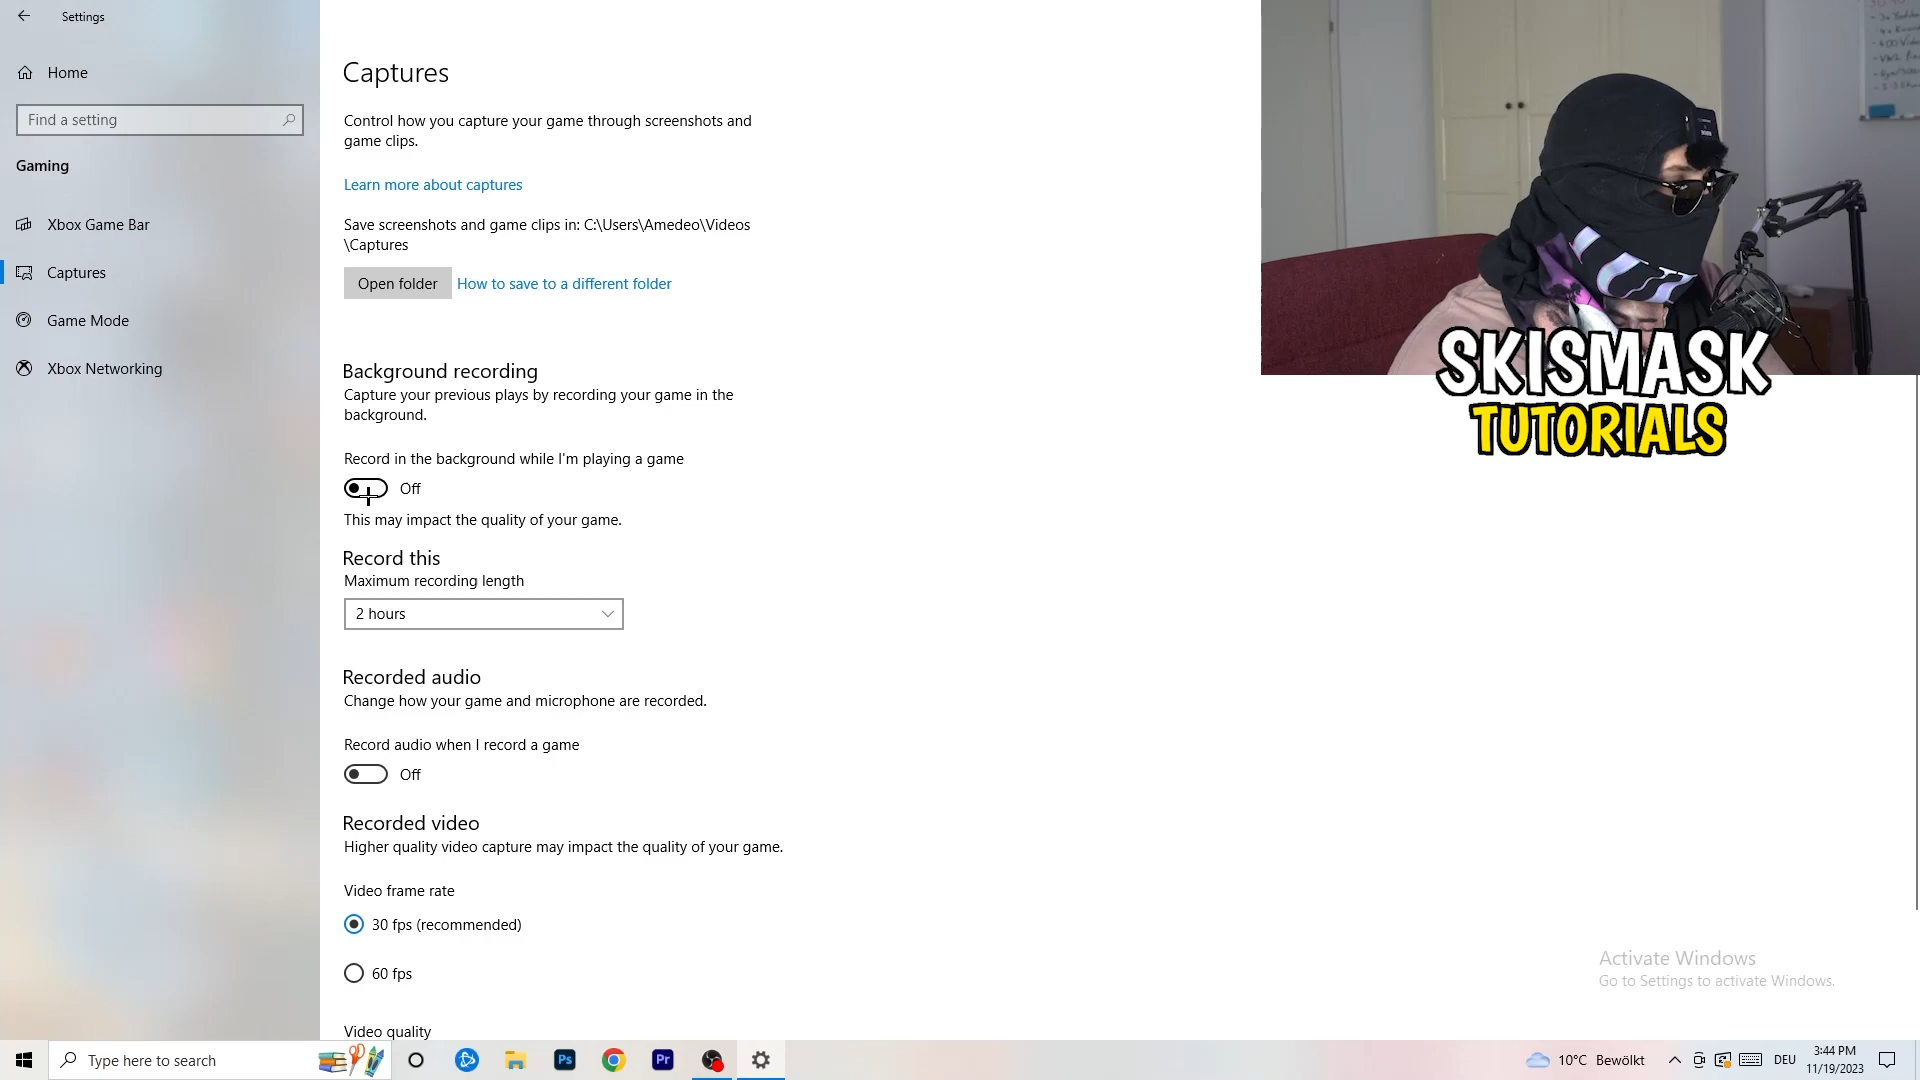 Settings
Home
Find a setting
Gaming
Xbox Game Bar
Captures
Game Mode
Xbox Networking
Captures
Control how you capture your game through screenshots and
game clips.
Learn more about captures
Save screenshots and game clips in: C:\Users\Amedeo\Videos
\Captures
Open folder
How to save to a different folder
Background recording
Capture your previous plays by recording your game in the
background.
Record in the background while I'm playing a game
Off
This may impact the quality of your game.
Record this
Maximum recording length
2 hours
Recorded audio
Change how your game and microphone are recorded.
Record audio when I record a game
Off
Recorded video
Higher quality video capture may impact the quality of your game.
Video frame rate
30 fps (recommended)
60 fps
Video quality
SKISMASK
TUTORIALS
Activate Windows
Go to Settings to activate Windows.
Type here to search
Ps
Pr
10°C Bewölkt
DEU
3:44 PM
11/19/2023